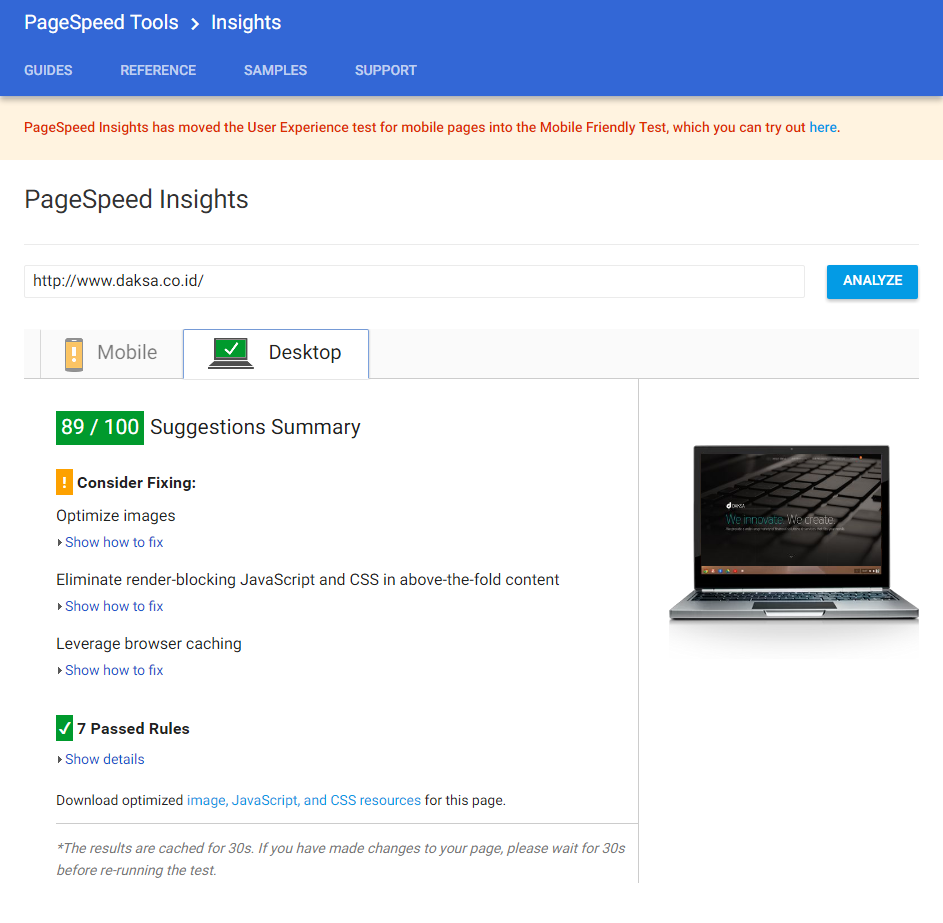 PageSpeed Tools > Insights
GUIDES REFERENCE SAMPLES SUPPORT
PageSpeed Insights has moved the User Experience test for mobile pages into the Mobile Friendly Test, which you can try out here.
PageSpeed Insights
http://www.daksa.co.id/ ANALYZE
Mobile Desktop
89 / 100 Suggestions Summary
! Consider Fixing:
Optimize images
Show how to fix
Eliminate render-blocking JavaScript and CSS in above-the-fold content
Show how to fix
Leverage browser caching
Show how to fix
7 Passed Rules
Show details
Download optimized image, JavaScript, and CSS resources for this page.
*The results are cached for 30s. If you have made changes to your page, please wait for 30s
before re-running the test.
DAKSA
We innovate. We create.